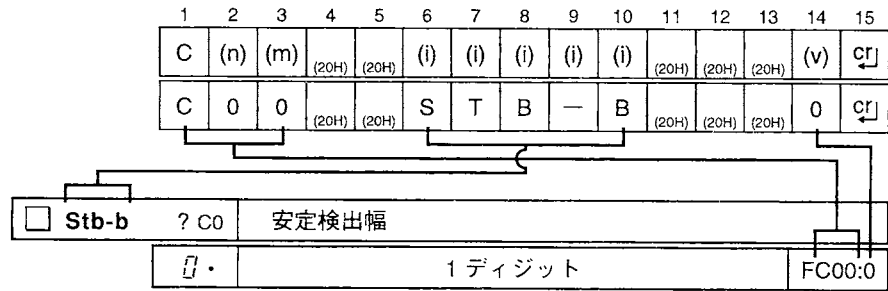 1 2 3 4 5 6 7 8 9 10 11 12 13 14 15
C (n) (m) (20H) (20H) (i) (i) (i) (i) (i) (20H) (20H) (20H) (v) cr
C 0 0 (20H) (20H) S T B － B (20H) (20H) (20H) 0 cr
□ Stb-b ? C0 安定検出幅
0・ 1 ディジット FC00:0